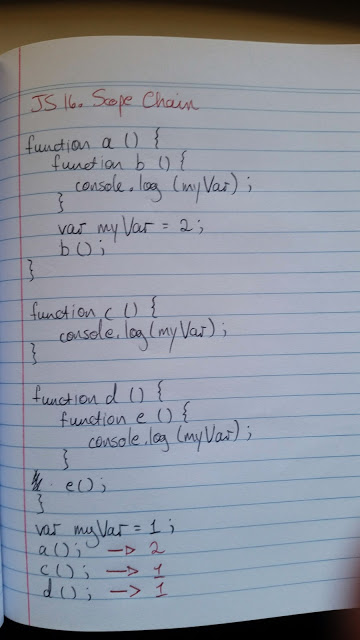 JS 16. Scope Chain
function a () {
function b () {
console.log (myVar) ;
}
var myVar = 2 ;
b () ;
}
function c () {
console.log (myVar) ;
}
function d () {
function e () {
console.log (myVar) ;
}
e () ;
}
var myVar = 1 ;
a () ; → 2
c () ; → 1
d () ; → 1